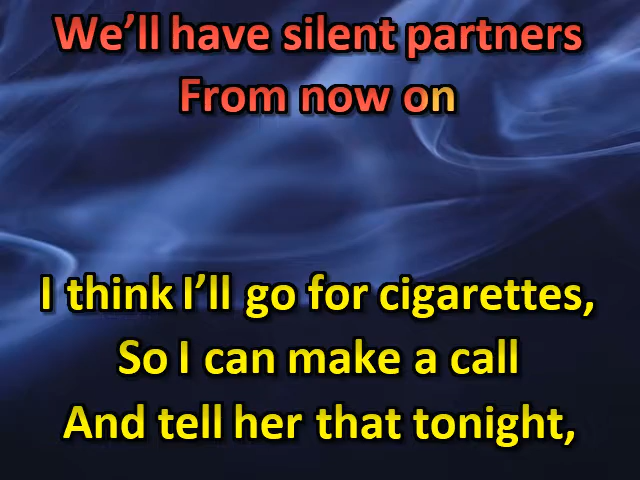 We’ll have silent partners
From now on
I think I’ll go for cigarettes,
So I can make a call
And tell her that tonight,